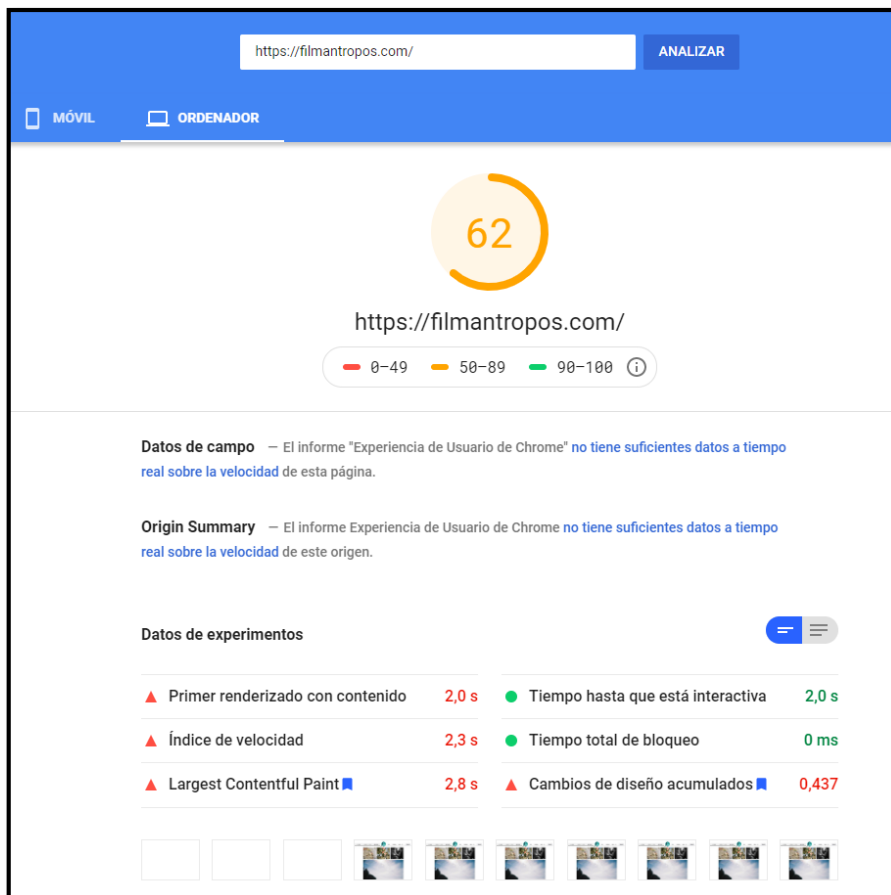 https://filmantropos.com/
ANALIZAR
MÓVIL
ORDENADOR
62
https://filmantropos.com/
0–49
50–89
90–100
Datos de campo — El informe "Experiencia de Usuario de Chrome" no tiene suficientes datos a tiempo
real sobre la velocidad de esta página.
Origin Summary — El informe Experiencia de Usuario de Chrome no tiene suficientes datos a tiempo
real sobre la velocidad de este origen.
Datos de experimentos
Primer renderizado con contenido 2,0 s
Tiempo hasta que está interactiva 2,0 s
Índice de velocidad 2,3 s
Tiempo total de bloqueo 0 ms
Largest Contentful Paint 2,8 s
Cambios de diseño acumulados 0,437